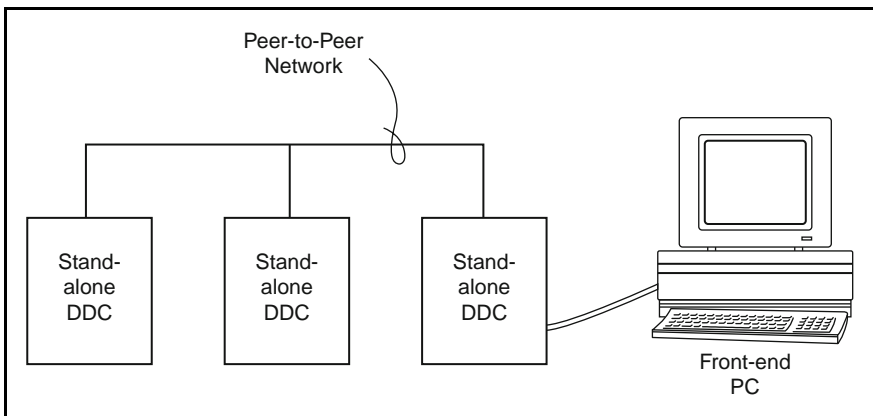 Peer-to-Peer
Network
Stand-
alone
DDC
Stand-
alone
DDC
Stand-
alone
DDC
Front-end
PC